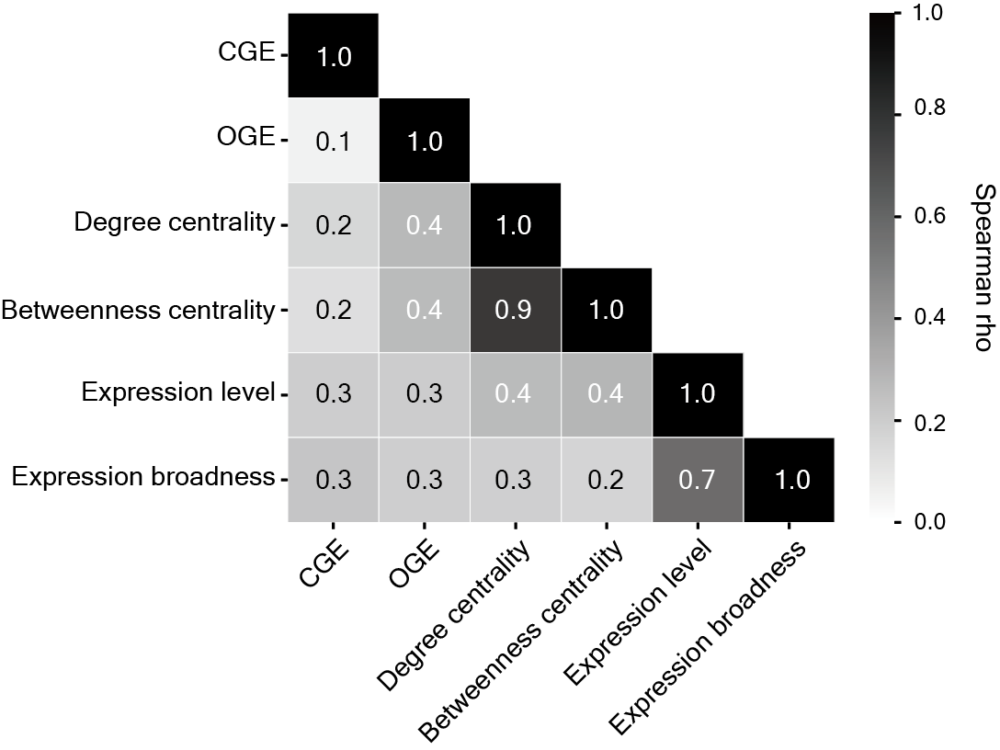 CGE
1.0
OGE
0.1 1.0
Degree centrality
0.2 0.4 1.0
Betweenness centrality
0.2 0.4 0.9 1.0
Expression level
0.3 0.3 0.4 0.4 1.0
Expression broadness
0.3 0.3 0.3 0.2 0.7 1.0
CGE
OGE
Degree centrality
Betweenness centrality
Expression level
Expression broadness
1.0
0.8
0.6
0.4
0.2
0.0
Spearman rho